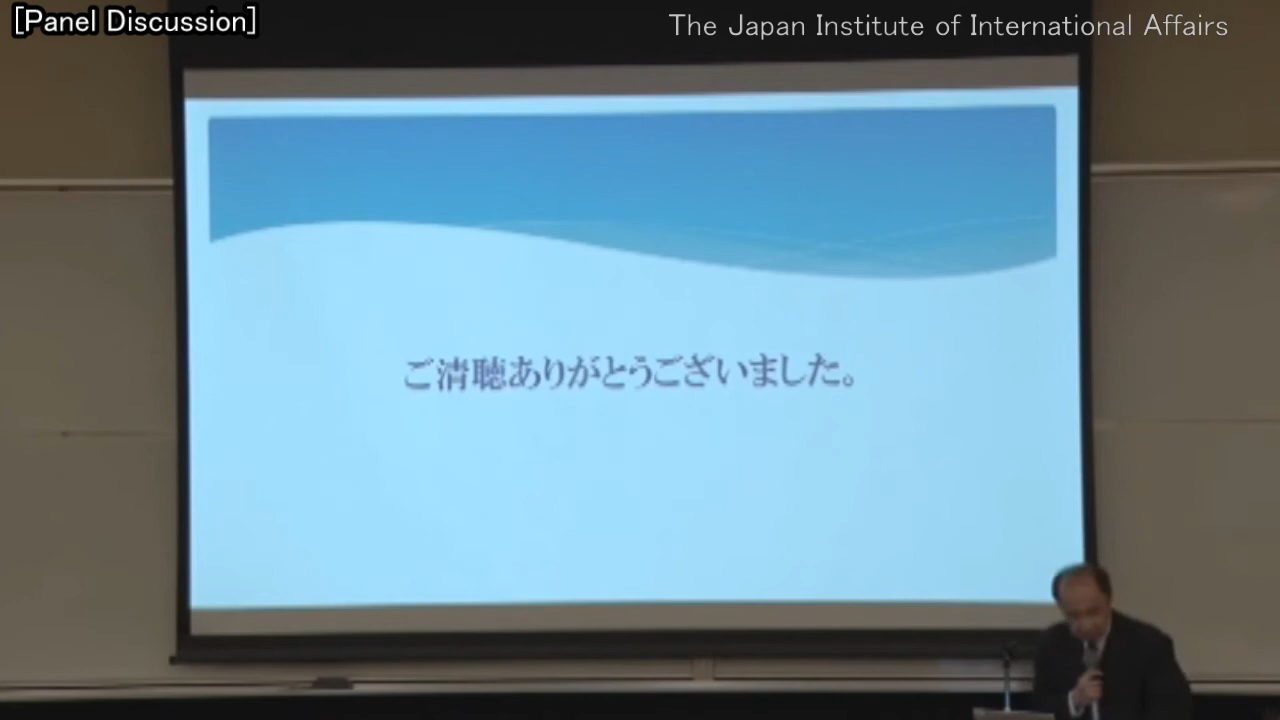 [Panel Discussion]
The Japan Institute of International Affairs
ご清聴ありがとうございました。